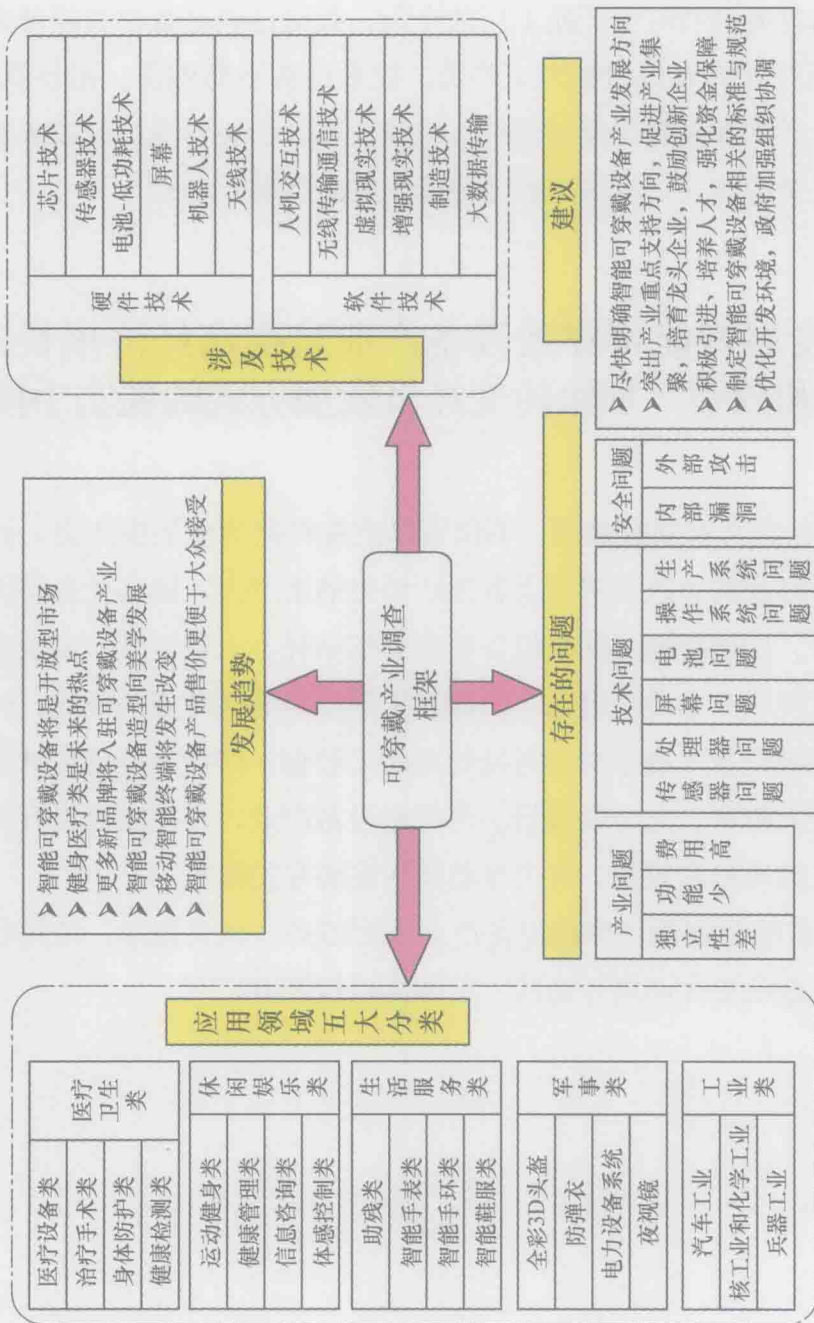 应用领域五大分类
医疗卫生类
医疗设备类
治疗手术类
身体防护类
健康检测类
休闲娱乐类
运动健身类
健康管理类
信息咨询类
体感控制类
生活服务类
助残类
智能手表类
智能手环类
智能鞋服类
军事类
全彩3D头盔
防弹衣
电力设备系统
夜视镜
工业类
汽车工业
核工业和化学工业
兵器工业
➢ 智能可穿戴设备将是开放型市场
➢ 健身医疗类是未来的热点
➢ 更多新品牌将入驻可穿戴设备产业
➢ 智能可穿戴设备造型向美学发展
➢ 移动智能终端将发生改变
➢ 智能可穿戴设备产品售价更便于大众接受
发展趋势
可穿戴产业调查
框架
存在的问题
产业问题
独立性差
功能少
费用高
技术问题
传感器问题
处理器问题
屏幕问题
电池问题
操作系统问题
生产系统问题
安全问题
内部漏洞
外部攻击
涉及技术
硬件技术
芯片技术
传感器技术
电池-低功耗技术
屏幕
机器人技术
天线技术
软件技术
人机交互技术
无线传输通信技术
虚拟现实技术
增强现实技术
制造技术
大数据传输
建议
➢ 尽快明确智能可穿戴设备产业发展方向
➢ 突出产业重点支持方向，促进产业集
聚，培育龙头企业，鼓励创新企业
➢ 积极引进、培养人才，强化资金保障
➢ 制定智能可穿戴设备相关的标准与规范
➢ 优化开发环境，政府加强组织协调